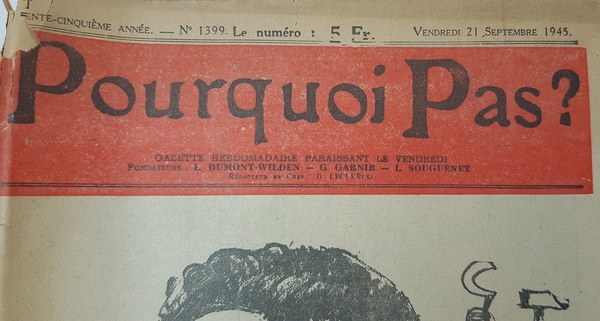 ENTE-CINQUIÈME ANNÉE. — N° 1399. Le numéro : 5 Fr. VENDREDI 21 SEPTEMBRE 1945.
Pourquoi Pas?
GAZETTE HEBDOMADAIRE PARAISSANT LE VENDREDI
FONDATEURS : L. DUMONT-WILDEN — G. GARNIR — L. SOUGUENET
RÉDACTEUR EN CHEF D. LECLERCQ